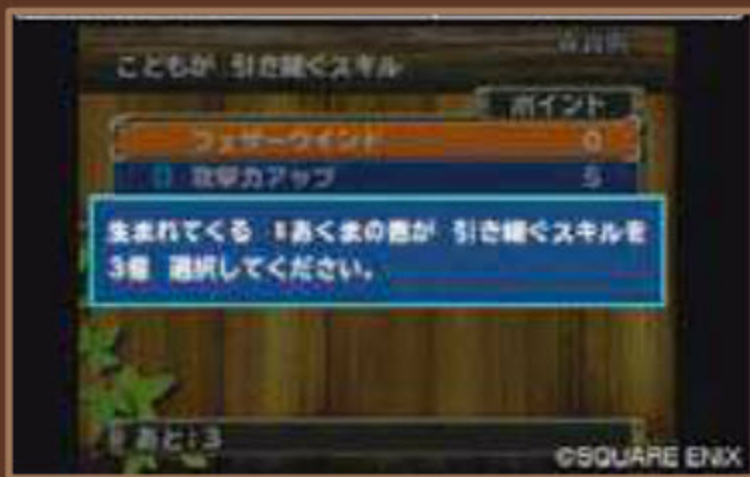 こどもが 引き継ぐスキル
ポイント
フェザーウインド 0
攻撃力アップ 5
生まれてくる あくまの書が 引き継ぐスキルを
3個 選択してください。
あと:3
©SQUARE ENIX